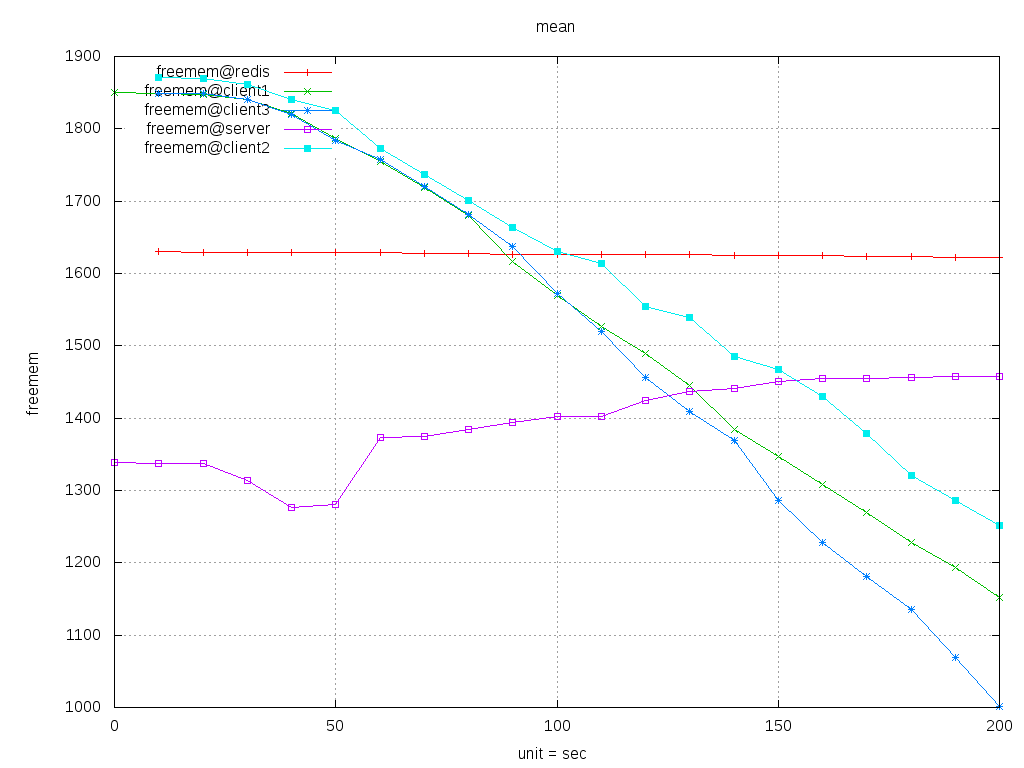 mean
1900
1800
1700
1600
1500
1400
1300
1200
1100
1000
freemem
freemem@redis
freemem@client1
freemem@client3
freemem@server
freemem@client2
0 50 100 150 200
unit = sec